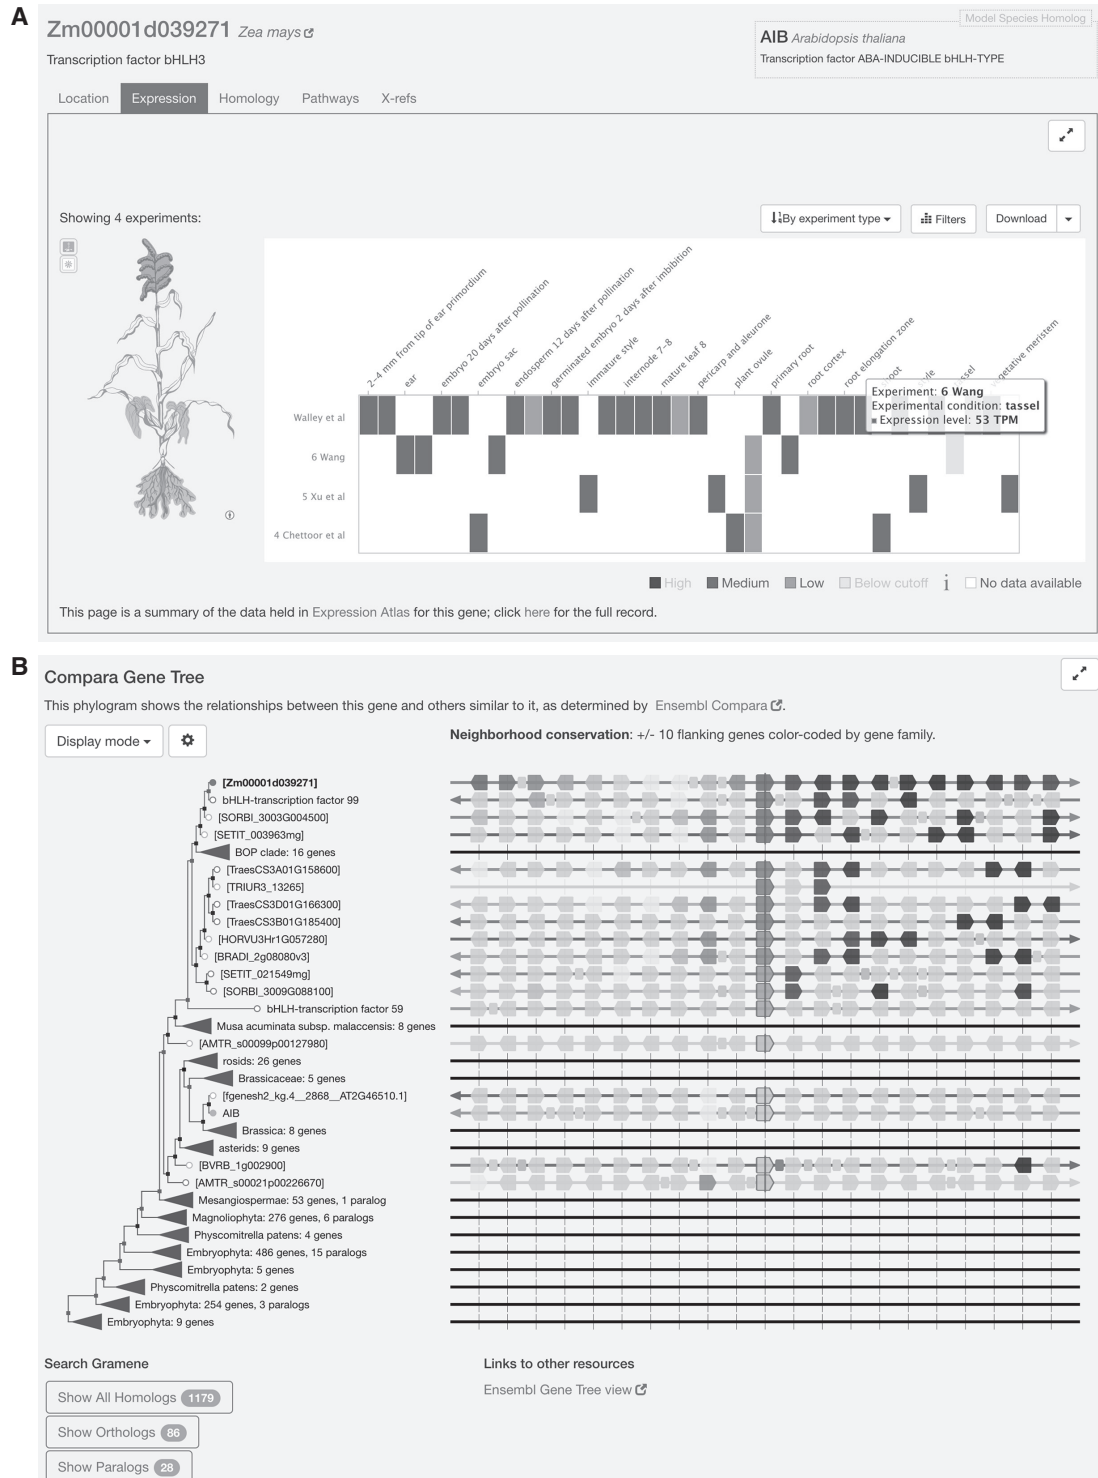 A
Zm00001d039271 Zea mays
Transcription factor bHLH3
Model Species Homolog
AIB Arabidopsis thaliana
Transcription factor ABA-INDUCIBLE bHLH-TYPE
Location Expression Homology Pathways X-refs
Showing 4 experiments:
By experiment type
Filters
Download
2-4 mm from tip of ear primordium
ear
embryo 20 days after pollination
embryo sac
endosperm 12 days after pollination
germinated embryo 2 days after imbibition
immature style
internode 7-8
mature leaf 8
pericarp and aleurone
plant ovule
primary root
root cortex
root elongation zone
vegetative meristem
Experiment: 6 Wang
Experimental condition: tassel
Expression level: 53 TPM
Walley et al
6 Wang
5 Xu et al
4 Chettoor et al
High Medium Low Below cutoff i No data available
This page is a summary of the data held in Expression Atlas for this gene; click here for the full record.
B
Compara Gene Tree
This phylogram shows the relationships between this gene and others similar to it, as determined by Ensembl Compara.
Display mode
Neighborhood conservation: +/- 10 flanking genes color-coded by gene family.
[Zm00001d039271]
bHLH-transcription factor 99
[SORBI_3003G004500]
[SETIT_003963mg]
BOP clade: 16 genes
[TraesCS3A01G158600]
[TRIUR3_13265]
[TraesCS3D01G166300]
[TraesCS3B01G185400]
[HORVU3Hr1G057280]
[BRADI_2g08080v3]
[SETIT_021549mg]
[SORBI_3009G088100]
bHLH-transcription factor 59
Musa acuminata subsp. malaccensis: 8 genes
[AMTR_s00099p00127980]
rosids: 26 genes
Brassicaceae: 5 genes
[fgenesh2_kg.4__2868__AT2G46510.1]
AIB
Brassica: 8 genes
asterids: 9 genes
[BVRB_1g002900]
[AMTR_s00021p00226670]
Mesangiospermae: 53 genes, 1 paralog
Magnoliophyta: 276 genes, 6 paralogs
Physcomitrella patens: 4 genes
Embryophyta: 486 genes, 15 paralogs
Embryophyta: 5 genes
Physcomitrella patens: 2 genes
Embryophyta: 254 genes, 3 paralogs
Embryophyta: 9 genes
Search Gramene
Links to other resources
Show All Homologs 1179
Ensembl Gene Tree view
Show Orthologs 86
Show Paralogs 28